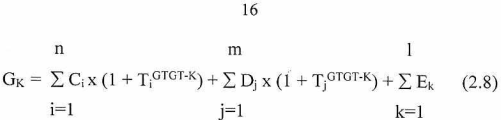 16
n m l
G_K = ∑ C_i x (1 + T_i^GTGT-K) + ∑ D_j x (1 + T_j^GTGT-K) + ∑ E_k (2.8)
i=1 j=1 k=1